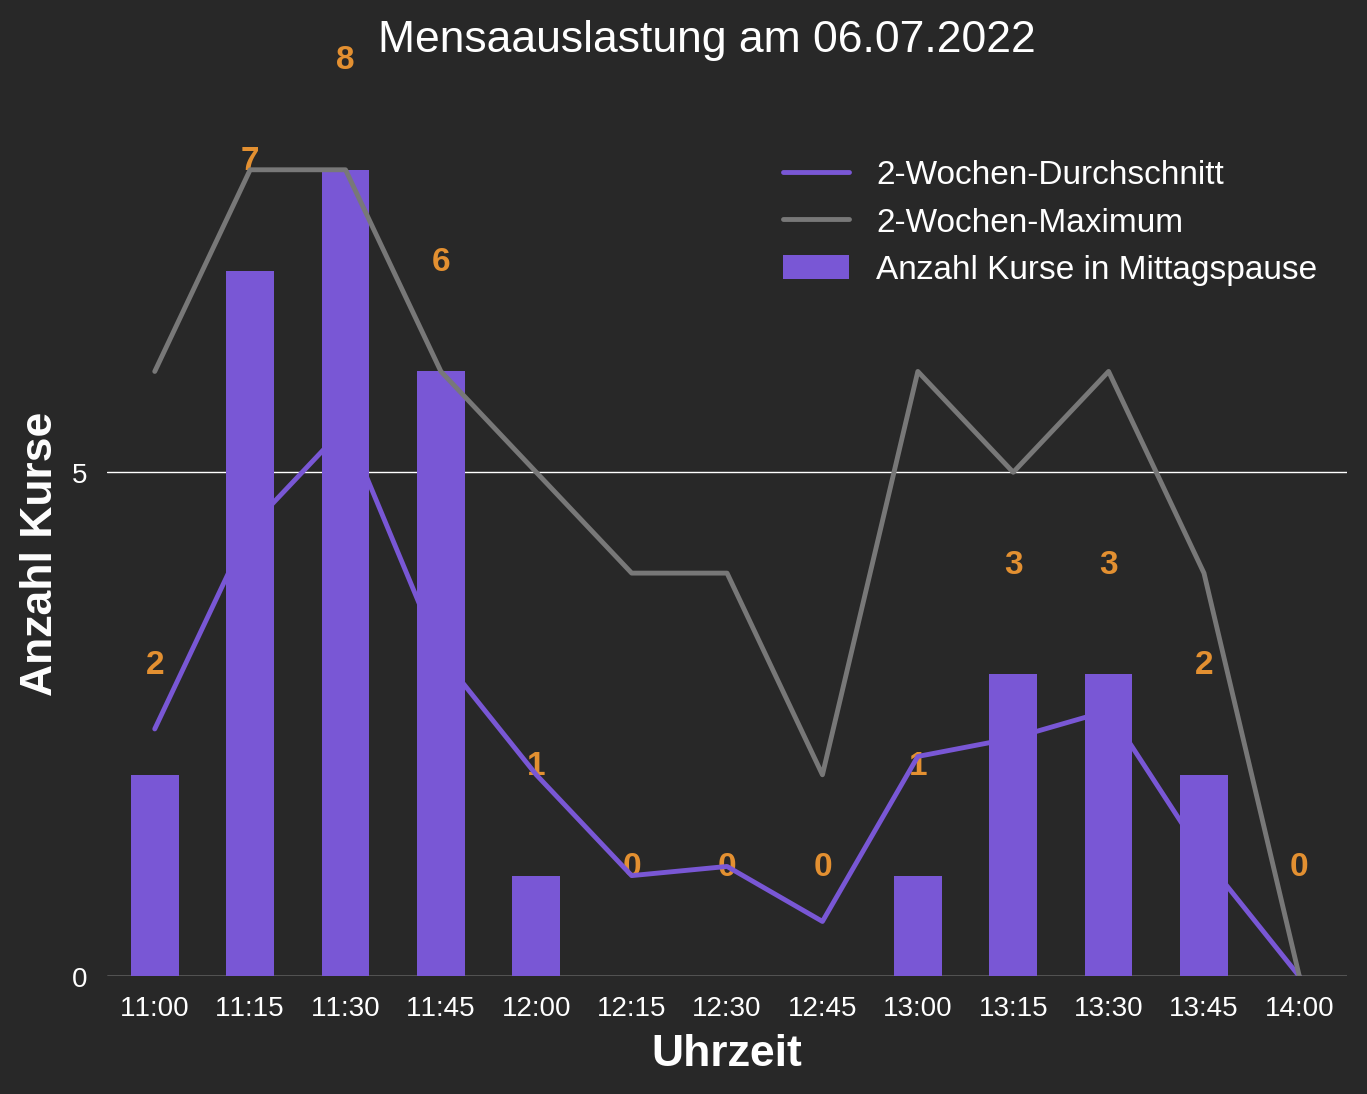 Mensaauslastung am 06.07.2022
8
7
2-Wochen-Durchschnitt
2-Wochen-Maximum
6
Anzahl Kurse in Mittagspause
Anzahl Kurse
5
3 3
2 2
1 1
0 0 0 0
0
11:00 11:15 11:30 11:45 12:00 12:15 12:30 12:45 13:00 13:15 13:30 13:45 14:00
Uhrzeit